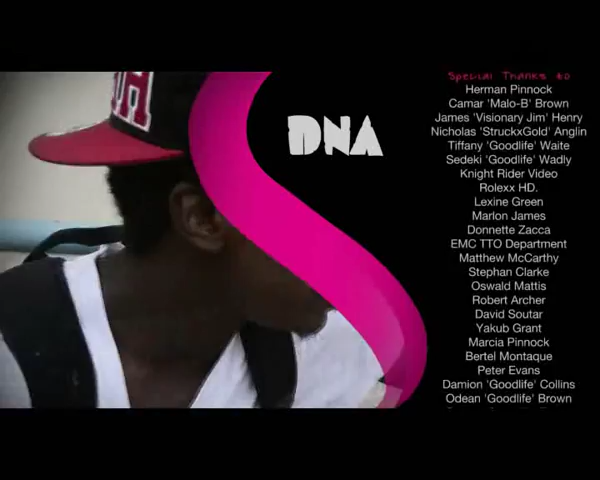 Special Thanks to
Herman Pinnock
Camar 'Malo-B' Brown
James 'Visionary Jim' Henry
Nicholas 'StruckxGold' Anglin
Tiffany 'Goodlife' Waite
Sedeki 'Goodlife' Wadly
Knight Rider Video
Rolexx HD.
Lexine Green
Marlon James
Donnette Zacca
EMC TTO Department
Matthew McCarthy
Stephan Clarke
Oswald Mattis
Robert Archer
David Soutar
Yakub Grant
Marcia Pinnock
Bertel Montaque
Peter Evans
Damion 'Goodlife' Collins
Odean 'Goodlife' Brown
DNA